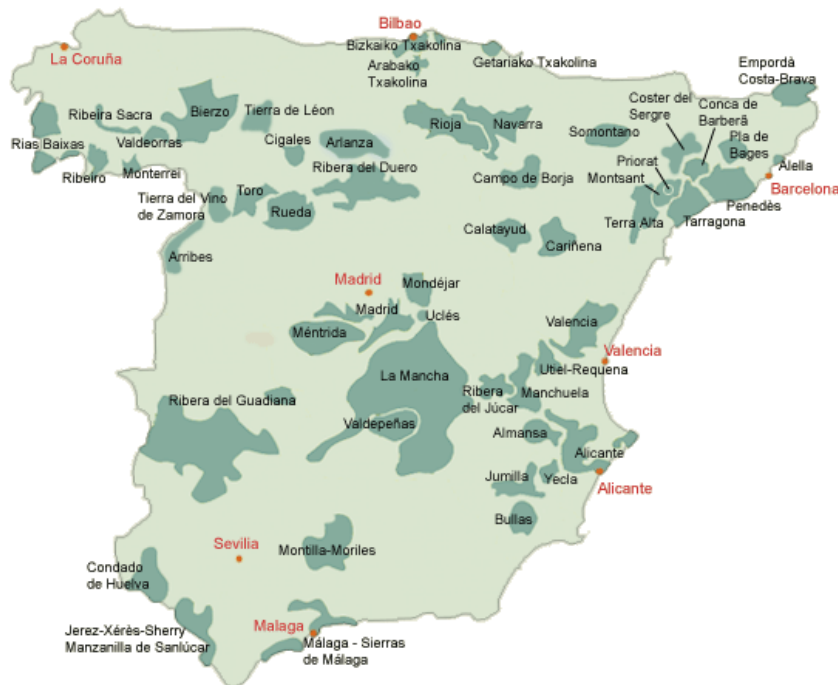 La Coruña
Bilbao
Bizkaiko Txakolina
Arabako
Txakolina
Getariako Txakolina
Empordà
Costa-Brava
Ribeira Sacra
Bierzo
Tierra de Léon
Rias Baixas
Valdeorras
Cigales
Arlanza
Rioja
Navarra
Somontano
Coster del
Sergre
Conca de
Barberã
Pla de
Bages
Ribeiro
Monterrei
Ribera del Duero
Campo de Borja
Priorat
Montsant
Alella
Barcelona
Tierra del Vino
de Zamora
Toro
Rueda
Calatayud
Cariñena
Terra Alta
Tarragona
Penedès
Arribes
Madrid
Mondéjar
Madrid
Uclés
Méntrida
Valencia
Valencia
Utiel-Requena
La Mancha
Ribera
del Júcar
Manchuela
Ribera del Guadiana
Valdepeñas
Almansa
Alicante
Jumilla
Yecla
Alicante
Bullas
Sevilia
Montilla-Moriles
Condado
de Huelva
Jerez-Xérès-Sherry
Manzanilla de Sanlúcar
Malaga
Málaga - Sierras
de Málaga